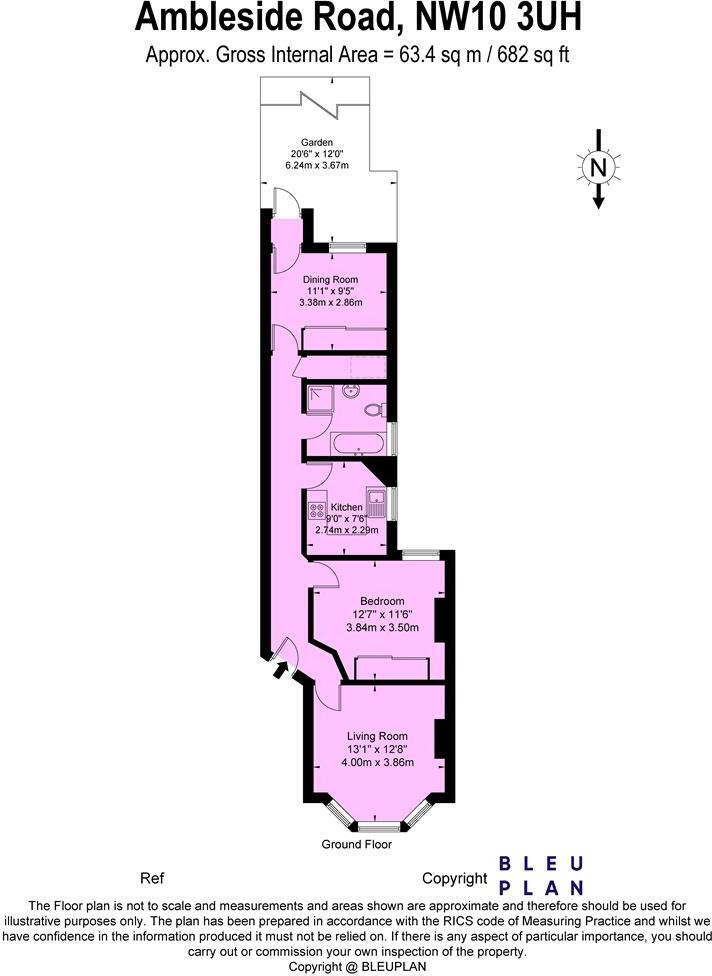 Ambleside Road, NW10 3UH
Approx. Gross Internal Area = 63.4 sq m / 682 sq ft
Garden
20'6" x 12'0"
6.24m x 3.67m
N
Dining Room
11'1" x 9'5"
3.38m x 2.86m
Kitchen
9'0" x 7'6"
2.74m x 2.29m
Bedroom
12'7" x 11'6"
3.84m x 3.50m
Living Room
13'1" x 12'8"
4.00m x 3.86m
Ground Floor
Ref
Copyright
BLEU
PLAN
The Floor plan is not to scale and measurements and areas shown are approximate and therefore should be used for
illustrative purposes only. The plan has been prepared in accordance with the RICS code of Measuring Practice and whilst we
have confidence in the information produced it must not be relied on. If there is any aspect of particular importance, you should
carry out or commission your own inspection of the property.
Copyright @ BLEUPLAN